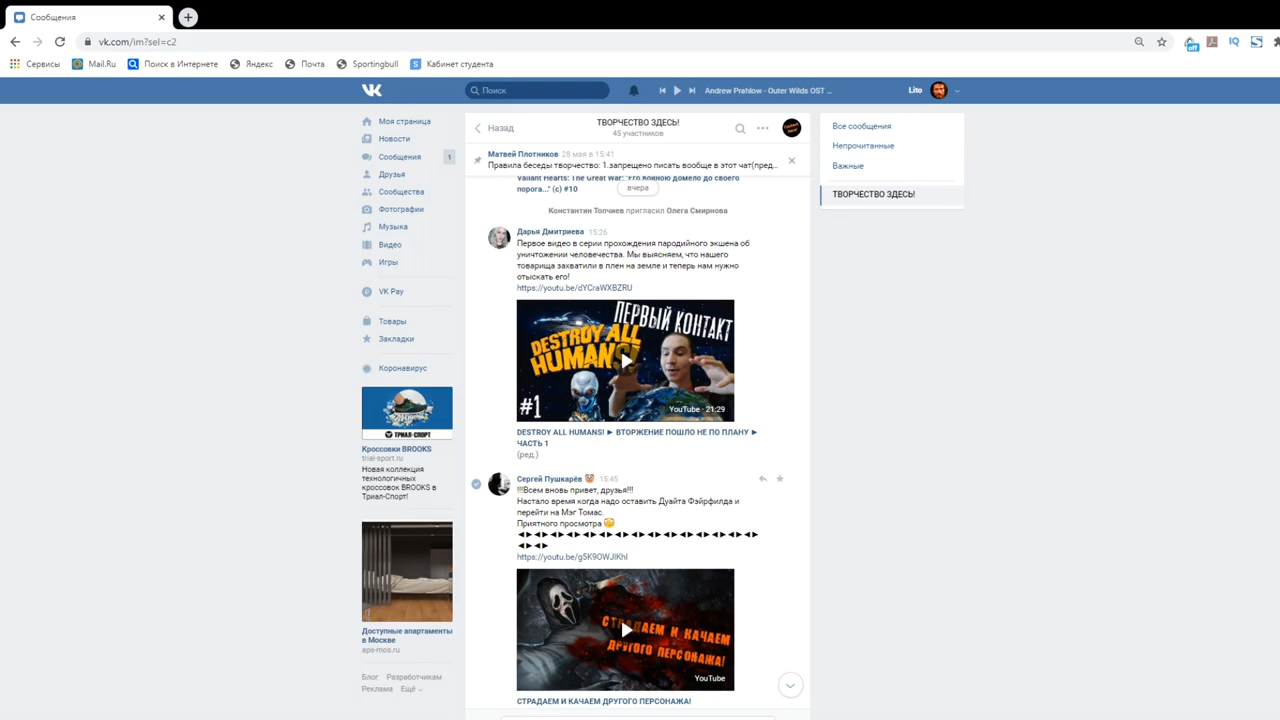 Сообщения
vk.com/im?sel=c2
off
IQ
Сервисы
Mail.Ru
Поиск в Интернете
Яндекс
Почта
Sportingbull
Кабинет студента
Поиск
Andrew Prahlow - Outer Wilds OST ...
Lito
Моя страница
Новости
Сообщения
1
Друзья
Сообщества
Фотографии
Музыка
Видео
Игры
VK Pay
Товары
Закладки
Коронавирус
ТРИАЛ-СПОРТ
Кроссовки BROOKS
trial-sport.ru
Новая коллекция
технологичных
кроссовок BROOKS в
Триал-Спорт!
Доступные апартаменты
в Москве
aps-mos.ru
Блог Разработчикам
Реклама Ещё
Назад
ТВОРЧЕСТВО ЗДЕСЬ!
45 участников
Матвей Плотников 28 мая в 15:41
Правила беседы творчество: 1.запрещено писать вообще в этот чат(пред...
Valiant Hearts: The Great War: "Его войною домело до своего
порога..." (с) #10
вчера
Константин Топчиев пригласил Олега Смирнова
Дарья Дмитриева 15:26
Первое видео в серии прохождения пародийного экшена об
уничтожении человечества. Мы выясняем, что нашего
товарища захватили в плен на земле и теперь нам нужно
отыскать его!
https://youtu.be/dYCraWXBZRU
ПЕРВЫЙ КОНТАКТ
DESTROY ALL
HUMANS!
#1
YouTube · 21:29
DESTROY ALL HUMANS! ► ВТОРЖЕНИЕ ПОШЛО НЕ ПО ПЛАНУ ►
ЧАСТЬ 1
(ред.)
Сергей Пушкарёв 15:45
!!!Всем вновь привет, друзья!!!
Настало время когда надо оставить Дуайта Фэйрфилда и
перейти на Мэг Томас.
Приятного просмотра
◄►◄►◄►◄►◄►◄►◄►◄►◄►◄►◄►◄►◄►◄►◄►
◄►◄►
https://youtu.be/g5K9OWJIKhI
СТРАДАЕМ И КАЧАЕМ
ДРУГОГО ПЕРСОНАЖА!
YouTube
СТРАДАЕМ И КАЧАЕМ ДРУГОГО ПЕРСОНАЖА!
Все сообщения
Непрочитанные
Важные
ТВОРЧЕСТВО ЗДЕСЬ!